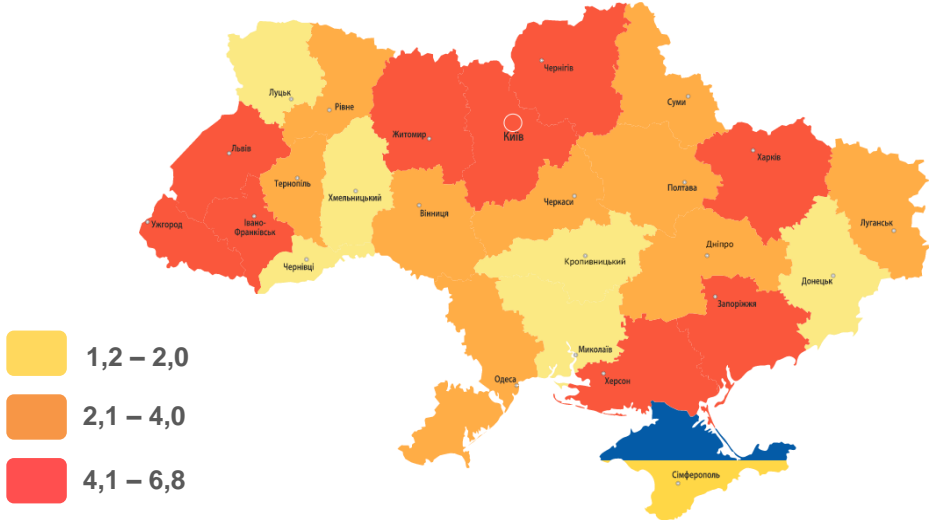 Чернігів
Луцьк
Рівне
Суми
Житомир
Київ
Львів
Харків
Тернопіль
Хмельницький
Полтава
Вінниця
Черкаси
Ужгород
Івано-
Франківськ
Луганськ
Дніпро
Чернівці
Кропивницький
Донецьк
Запоріжжя
Миколаїв
1,2 – 2,0
Херсон
Одеса
2,1 – 4,0
Сімферополь
4,1 – 6,8